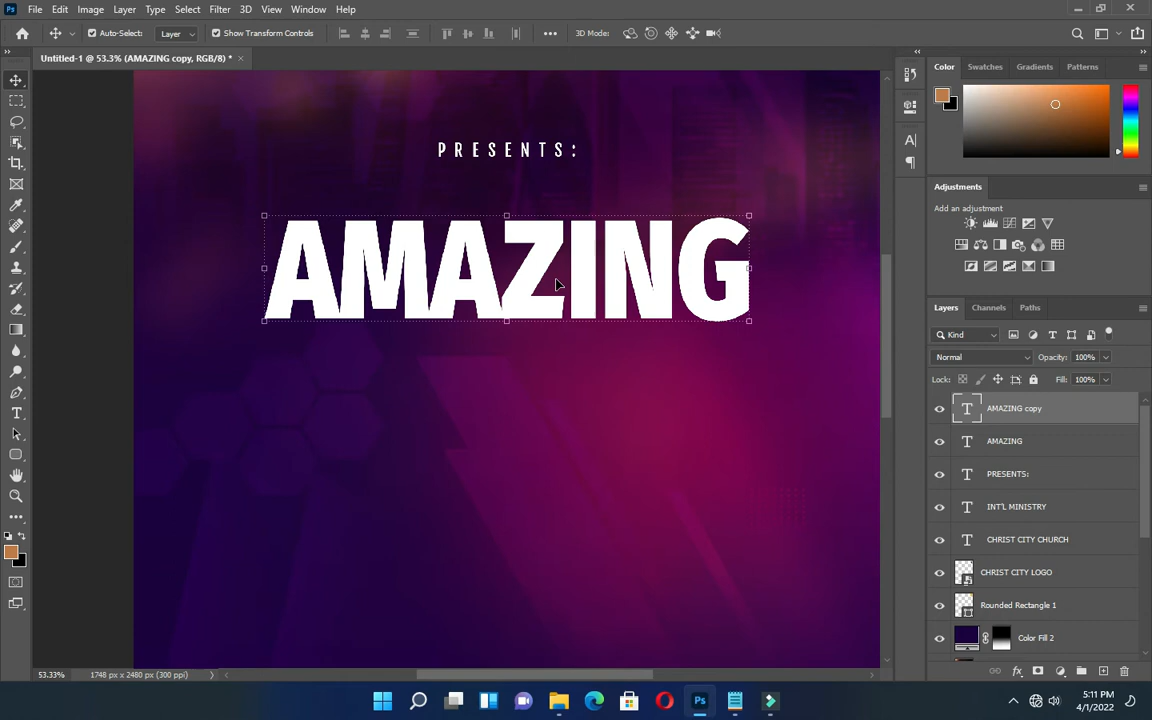 Ps File Edit Image Layer Type Select Filter 3D View Window Help
Auto-Select: Layer Show Transform Controls 3D Mode:
Untitled-1 @ 53.3% (AMAZING copy, RGB/8) *
Color Swatches Gradients Patterns
PRESENTS:
AMAZING
Adjustments
Add an adjustment
Layers Channels Paths
Kind
Normal Opacity: 100%
Lock: Fill: 100%
AMAZING copy
AMAZING
PRESENTS:
INT'L MINISTRY
CHRIST CITY CHURCH
CHRIST CITY LOGO
Rounded Rectangle 1
Color Fill 2
53.33% 1748 px x 2480 px (300 ppi)
fx
Ps
5:11 PM
4/1/2022